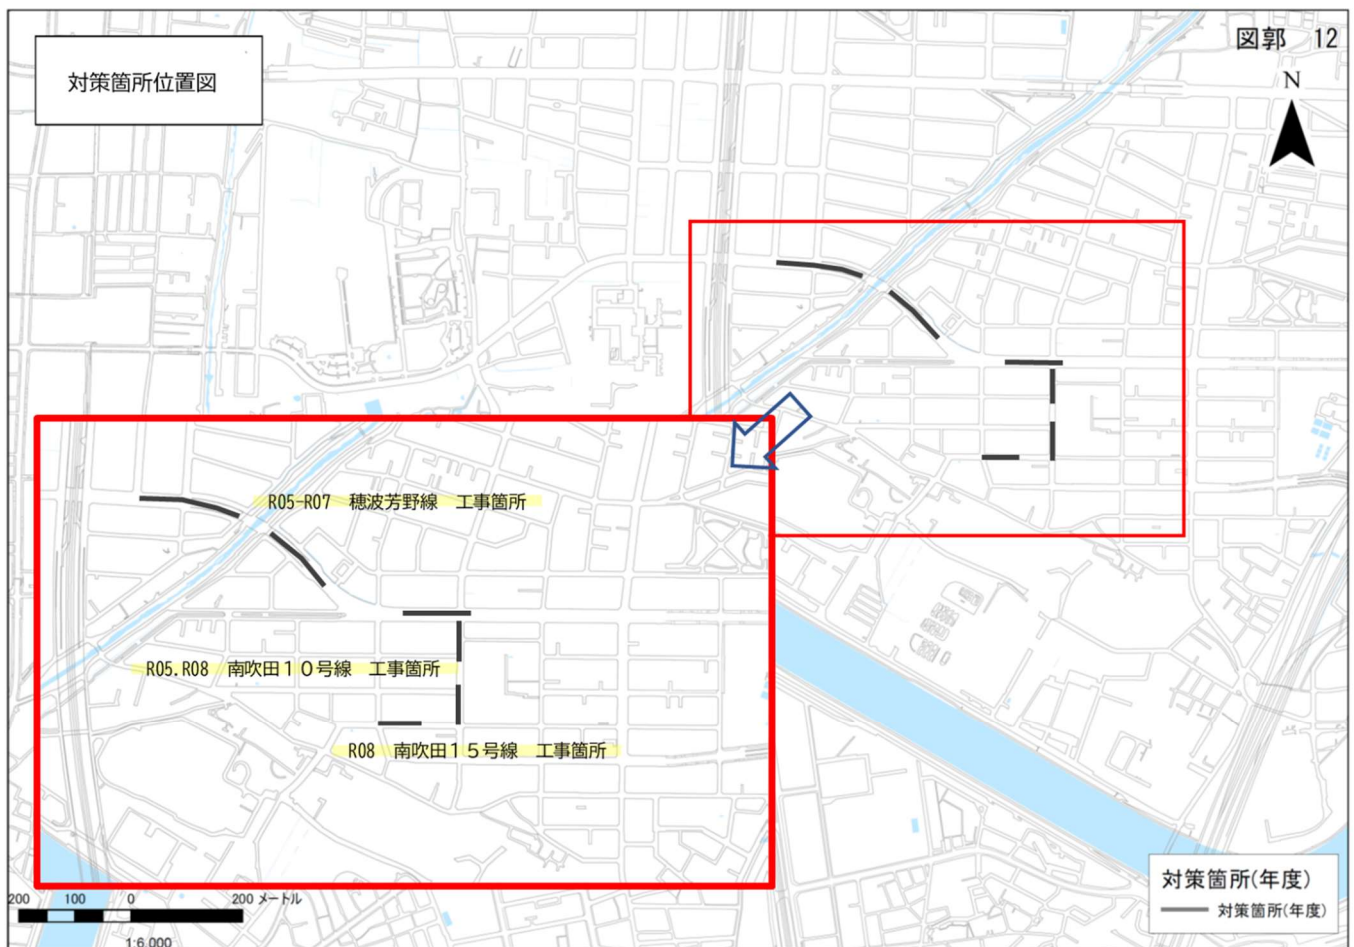 図郭 12
対策箇所位置図
N
R05-R07 穂波芳野線 工事箇所
R05.R08 南吹田１０号線 工事箇所
R08 南吹田１５号線 工事箇所
対策箇所(年度)
対策箇所(年度)
200 100 0 200 メートル
1:6,000